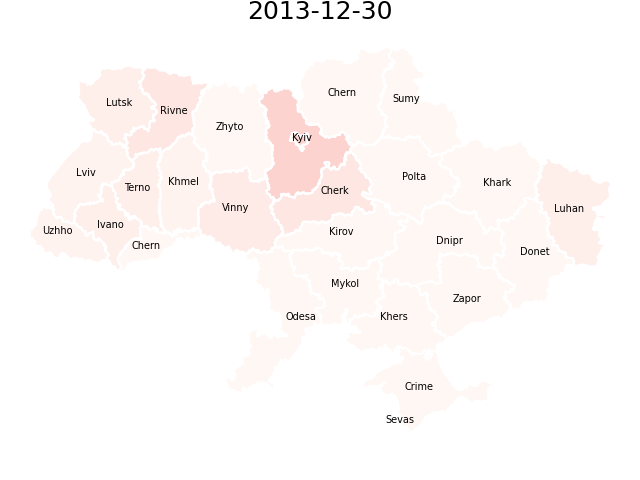 2013-12-30
Chern
Sumy
Lutsk
Rivne
Zhyto
Kyiv
Lviv
Terno
Khmel
Cherk
Polta
Khark
Vinny
Luhan
Uzhho
Ivano
Chern
Kirov
Dnipr
Donet
Mykol
Zapor
Odesa
Khers
Crime
Sevas